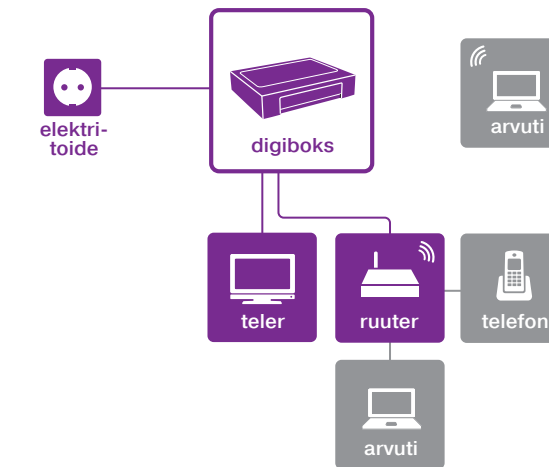 elektri-
toide
digiboks
arvuti
teler
ruuter
telefon
arvuti